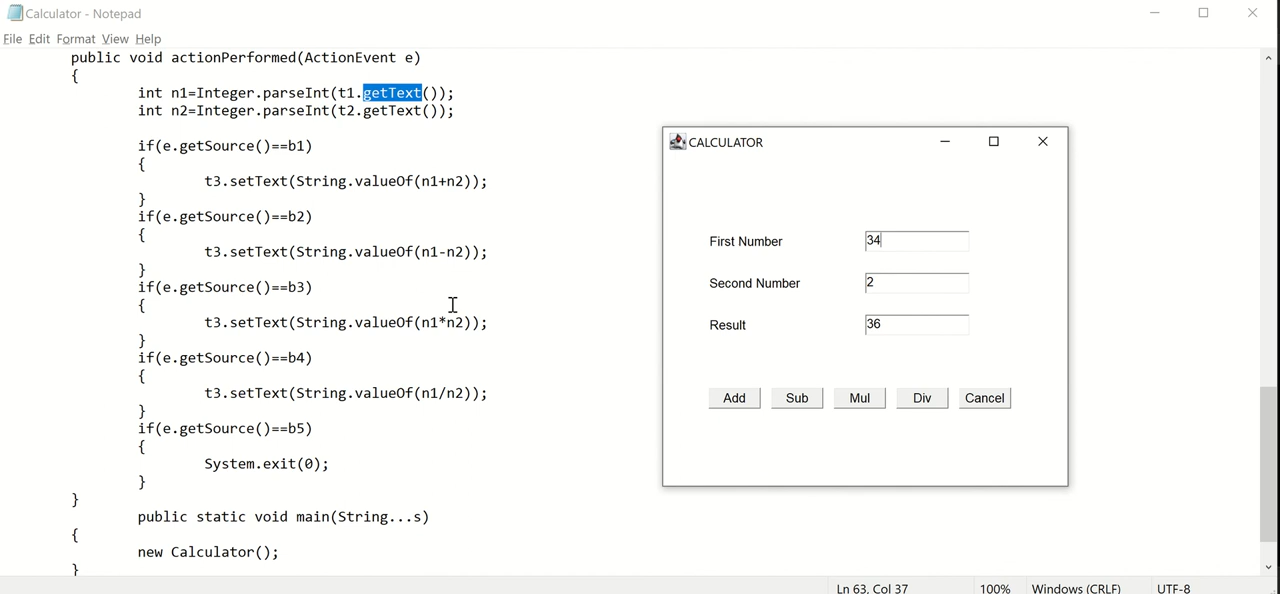 Calculator - Notepad
File Edit Format View Help
public void actionPerformed(ActionEvent e)
{
int n1=Integer.parseInt(t1.getText());
int n2=Integer.parseInt(t2.getText());
if(e.getSource()==b1)
{
t3.setText(String.valueOf(n1+n2));
}
if(e.getSource()==b2)
{
t3.setText(String.valueOf(n1-n2));
}
if(e.getSource()==b3)
{
t3.setText(String.valueOf(n1*n2));
}
if(e.getSource()==b4)
{
t3.setText(String.valueOf(n1/n2));
}
if(e.getSource()==b5)
{
System.exit(0);
}
}
public static void main(String...s)
{
new Calculator();
}
CALCULATOR
First Number 34
Second Number 2
Result 36
Add Sub Mul Div Cancel
Ln 63, Col 37 100% Windows (CRLF) UTF-8